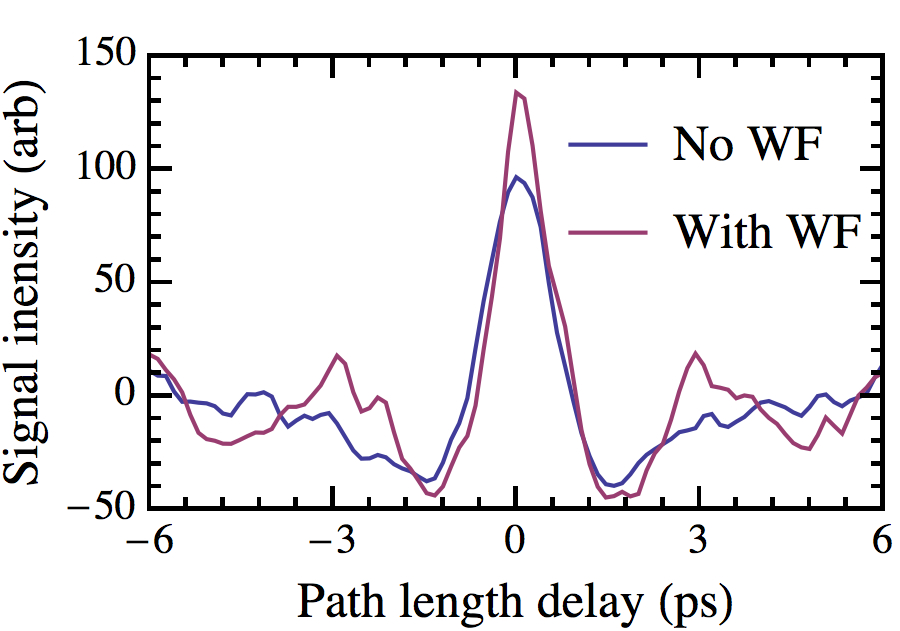 150
100
50
0
−50
−6
−3
0
3
6
Signal inensity (arb)
Path length delay (ps)
No WF
With WF